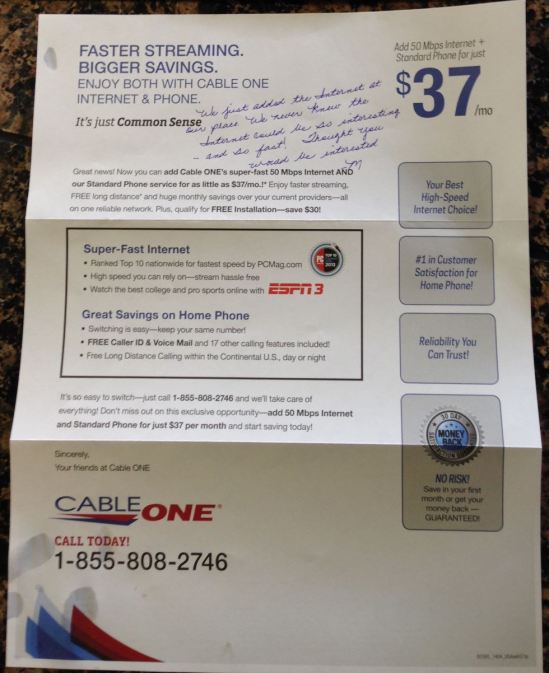 FASTER STREAMING.
BIGGER SAVINGS.
ENJOY BOTH WITH CABLE ONE
INTERNET & PHONE.
It's just Common Sense
We just added the Internet at
our place We never knew the
Internet could be so interesting
- and so fast! Thought you
would be interested
M
Add 50 Mbps Internet +
Standard Phone for just
$37
/mo
Great news! Now you can add Cable ONE's super-fast 50 Mbps Internet AND
our Standard Phone service for as little as $37/mo.!* Enjoy faster streaming,
FREE long distance* and huge monthly savings over your current providers—all
on one reliable network. Plus, qualify for FREE Installation—save $30!
Super-Fast Internet
• Ranked Top 10 nationwide for fastest speed by PCMag.com
• High speed you can rely on—stream hassle free
• Watch the best college and pro sports online with ESPN3
PC
TOP 10
2013
Great Savings on Home Phone
• Switching is easy—keep your same number!
• FREE Caller ID & Voice Mail and 17 other calling features included!
• Free Long Distance Calling within the Continental U.S., day or night
It's so easy to switch—just call 1-855-808-2746 and we'll take care of
everything! Don't miss out on this exclusive opportunity—add 50 Mbps Internet
and Standard Phone for just $37 per month and start saving today!
Sincerely,
Your friends at Cable ONE
CABLE ONE®
CALL TODAY!
1-855-808-2746
Your Best
High-Speed
Internet Choice!
#1 in Customer
Satisfaction for
Home Phone!
Reliability You
Can Trust!
30 DAY
MONEY
BACK
NO RISK!
Save in your first
month or get your
money back —
GUARANTEED!